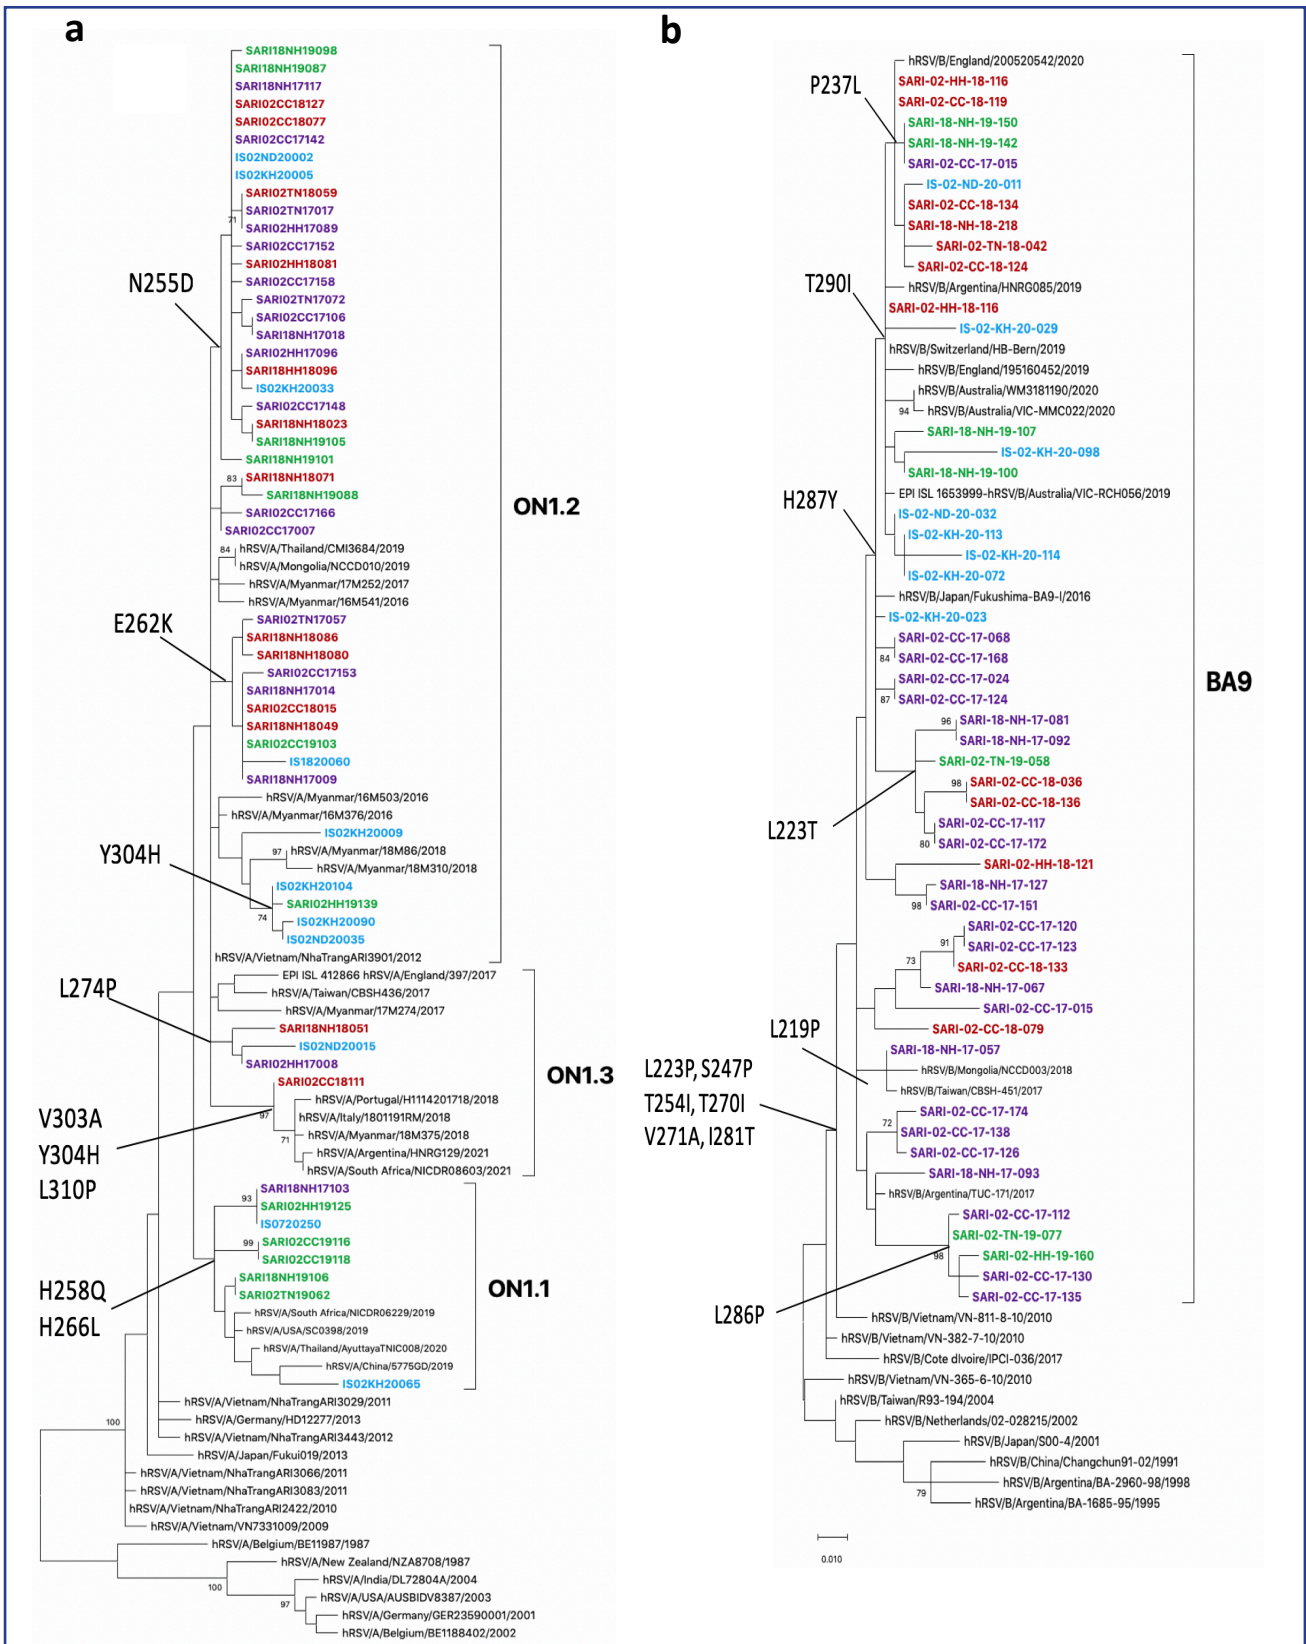 a
SARI18NH19098
SARI18NH19087
SARI18NH17117
SARI02CC18127
SARI02CC18077
SARI02CC17142
IS02ND20002
IS02KH20005
SARI02TN18059
71
SARI02TN17017
SARI02HH17089
SARI02CC17152
SARI02HH18081
N255D
SARI02CC17158
SARI02TN17072
SARI02CC17106
SARI18NH17018
SARI02HH17096
SARI18HH18096
IS02KH20033
SARI02CC17148
SARI18NH18023
SARI18NH19105
SARI18NH19101
83
SARI18NH18071
SARI18NH19088
ON1.2
SARI02CC17166
SARI02CC17007
84
hRSV/A/Thailand/CMI3684/2019
hRSV/A/Mongolia/NCCD010/2019
hRSV/A/Myanmar/17M252/2017
hRSV/A/Myanmar/16M541/2016
E262K
SARI02TN17057
SARI18NH18086
SARI18NH18080
SARI02CC17153
SARI18NH17014
SARI02CC18015
SARI18NH18049
SARI02CC19103
IS1820060
SARI18NH17009
hRSV/A/Myanmar/16M503/2016
hRSV/A/Myanmar/16M376/2016
IS02KH20009
Y304H
97
hRSV/A/Myanmar/18M86/2018
hRSV/A/Myanmar/18M310/2018
IS02KH20104
SARI02HH19139
74
IS02KH20090
IS02ND20035
hRSV/A/Vietnam/NhaTrangARI3901/2012
EPI ISL 412866 hRSV/A/England/397/2017
L274P
hRSV/A/Taiwan/CBSH436/2017
hRSV/A/Myanmar/17M274/2017
SARI18NH18051
IS02ND20015
SARI02HH17008
ON1.3
SARI02CC18111
hRSV/A/Portugal/H1114201718/2018
97
hRSV/A/Italy/1801191RM/2018
V303A
Y304H
L310P
71
hRSV/A/Myanmar/18M375/2018
hRSV/A/Argentina/HNRG129/2021
hRSV/A/South Africa/NICDR08603/2021
SARI18NH17103
93
SARI02HH19125
IS0720250
SARI02CC19116
99
SARI02CC19118
H258Q
H266L
SARI18NH19106
ON1.1
SARI02TN19062
hRSV/A/South Africa/NICDR06229/2019
hRSV/A/USA/SC0398/2019
hRSV/A/Thailand/AyuttayaTNIC008/2020
hRSV/A/China/5775GD/2019
IS02KH20065
hRSV/A/Vietnam/NhaTrangARI3029/2011
100
hRSV/A/Germany/HD12277/2013
hRSV/A/Vietnam/NhaTrangARI3443/2012
hRSV/A/Japan/Fukui019/2013
hRSV/A/Vietnam/NhaTrangARI3066/2011
hRSV/A/Vietnam/NhaTrangARI3083/2011
hRSV/A/Vietnam/NhaTrangARI2422/2010
hRSV/A/Vietnam/VN7331009/2009
hRSV/A/Belgium/BE11987/1987
hRSV/A/New Zealand/NZA8708/1987
100
hRSV/A/India/DL72804A/2004
97
hRSV/A/USA/AUSBIDV8387/2003
hRSV/A/Germany/GER23590001/2001
hRSV/A/Belgium/BE1188402/2002
b
hRSV/B/England/200520542/2020
P237L
SARI-02-HH-18-116
SARI-02-CC-18-119
SARI-18-NH-19-150
SARI-18-NH-19-142
SARI-02-CC-17-015
IS-02-ND-20-011
SARI-02-CC-18-134
SARI-18-NH-18-218
SARI-02-TN-18-042
SARI-02-CC-18-124
T290I
hRSV/B/Argentina/HNRG085/2019
SARI-02-HH-18-116
IS-02-KH-20-029
hRSV/B/Switzerland/HB-Bern/2019
hRSV/B/England/195160452/2019
hRSV/B/Australia/WM3181190/2020
94
hRSV/B/Australia/VIC-MMC022/2020
SARI-18-NH-19-107
IS-02-KH-20-098
SARI-18-NH-19-100
H287Y
EPI ISL 1653999-hRSV/B/Australia/VIC-RCH056/2019
IS-02-ND-20-032
IS-02-KH-20-113
IS-02-KH-20-114
IS-02-KH-20-072
hRSV/B/Japan/Fukushima-BA9-I/2016
IS-02-KH-20-023
SARI-02-CC-17-068
84
SARI-02-CC-17-168
SARI-02-CC-17-024
BA9
87
SARI-02-CC-17-124
96
SARI-18-NH-17-081
SARI-18-NH-17-092
SARI-02-TN-19-058
98
SARI-02-CC-18-036
SARI-02-CC-18-136
L223T
SARI-02-CC-17-117
80
SARI-02-CC-17-172
SARI-02-HH-18-121
SARI-18-NH-17-127
98
SARI-02-CC-17-151
SARI-02-CC-17-120
91
SARI-02-CC-17-123
73
SARI-02-CC-18-133
SARI-18-NH-17-067
SARI-02-CC-17-015
L219P
SARI-02-CC-18-079
SARI-18-NH-17-057
L223P, S247P
T254I, T270I
V271A, I281T
hRSV/B/Mongolia/NCCD003/2018
hRSV/B/Taiwan/CBSH-451/2017
SARI-02-CC-17-174
72
SARI-02-CC-17-138
SARI-02-CC-17-126
SARI-18-NH-17-093
hRSV/B/Argentina/TUC-171/2017
SARI-02-CC-17-112
SARI-02-TN-19-077
98
SARI-02-HH-19-160
SARI-02-CC-17-130
SARI-02-CC-17-135
L286P
hRSV/B/Vietnam/VN-811-8-10/2010
hRSV/B/Vietnam/VN-382-7-10/2010
hRSV/B/Cote dIvoire/IPCI-036/2017
hRSV/B/Vietnam/VN-365-6-10/2010
hRSV/B/Taiwan/R93-194/2004
hRSV/B/Netherlands/02-028215/2002
hRSV/B/Japan/S00-4/2001
hRSV/B/China/Changchun91-02/1991
hRSV/B/Argentina/BA-2960-98/1998
79
hRSV/B/Argentina/BA-1685-95/1995
0.010